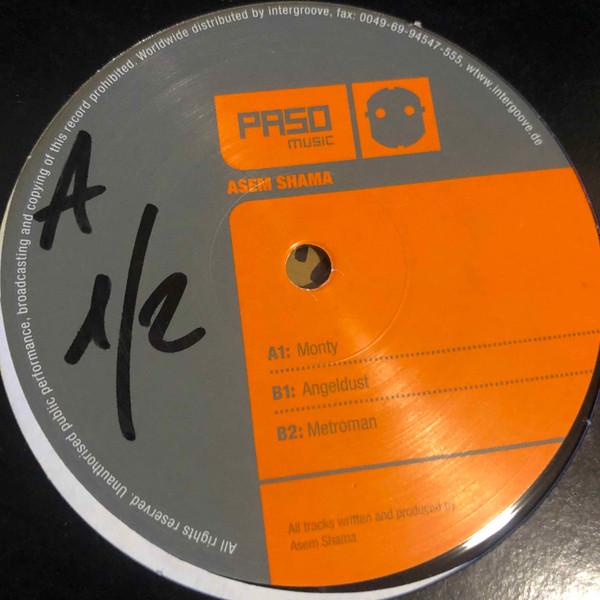 All rights reserved. Unauthorised public performance, broadcasting and copying of this record prohibited. Worldwide distributed by intergroove, fax: 0049-69-94547-555, wtww.intergroove.de
PASO
MUSIC
ASEM SHAMA
A
1/2
A1: Monty
B1: Angeldust
B2: Metroman
All tracks written and produced by
Asem Shama